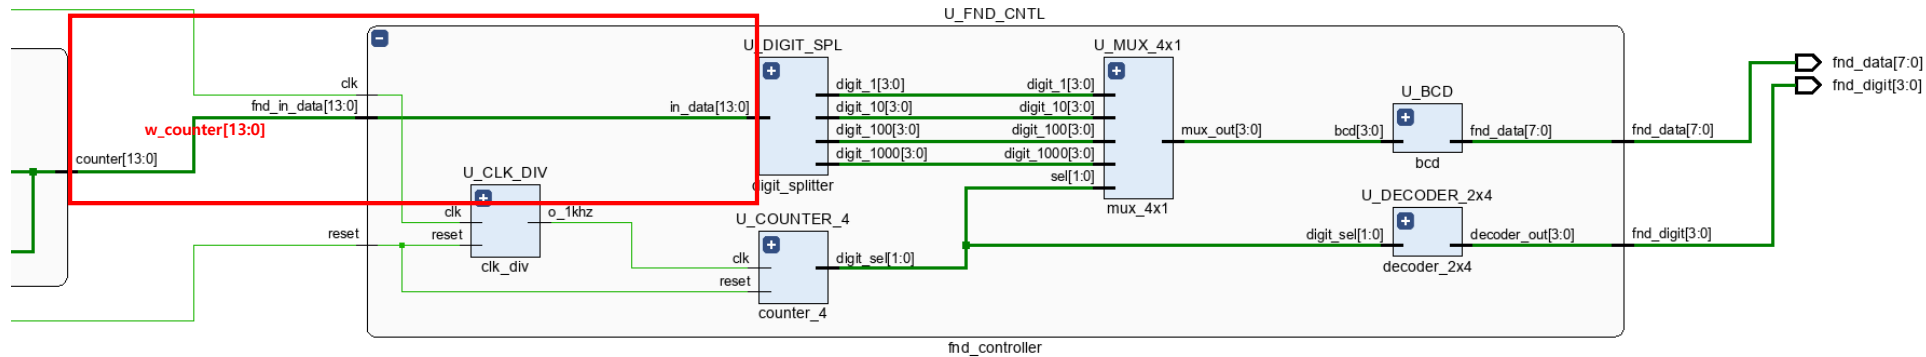 U_FND_CNTL
U_DIGIT_SPL
U_MUX_4x1
fnd_data[7:0]
fnd_digit[3:0]
clk
digit_1[3:0]
digit_1[3:0]
U_BCD
fnd_in_data[13:0]
in_data[13:0]
digit_10[3:0]
digit_10[3:0]
w_counter[13:0]
digit_100[3:0]
digit_100[3:0]
mux_out[3:0]
bcd[3:0]
fnd_data[7:0]
fnd_data[7:0]
counter[13:0]
digit_1000[3:0]
digit_1000[3:0]
bcd
U_CLK_DIV
sel[1:0]
digit_splitter
U_DECODER_2x4
clk
o_1khz
U_COUNTER_4
mux_4x1
reset
reset
digit_sel[1:0]
decoder_out[3:0]
fnd_digit[3:0]
clk_div
clk
digit_sel[1:0]
decoder_2x4
reset
counter_4
fnd_controller